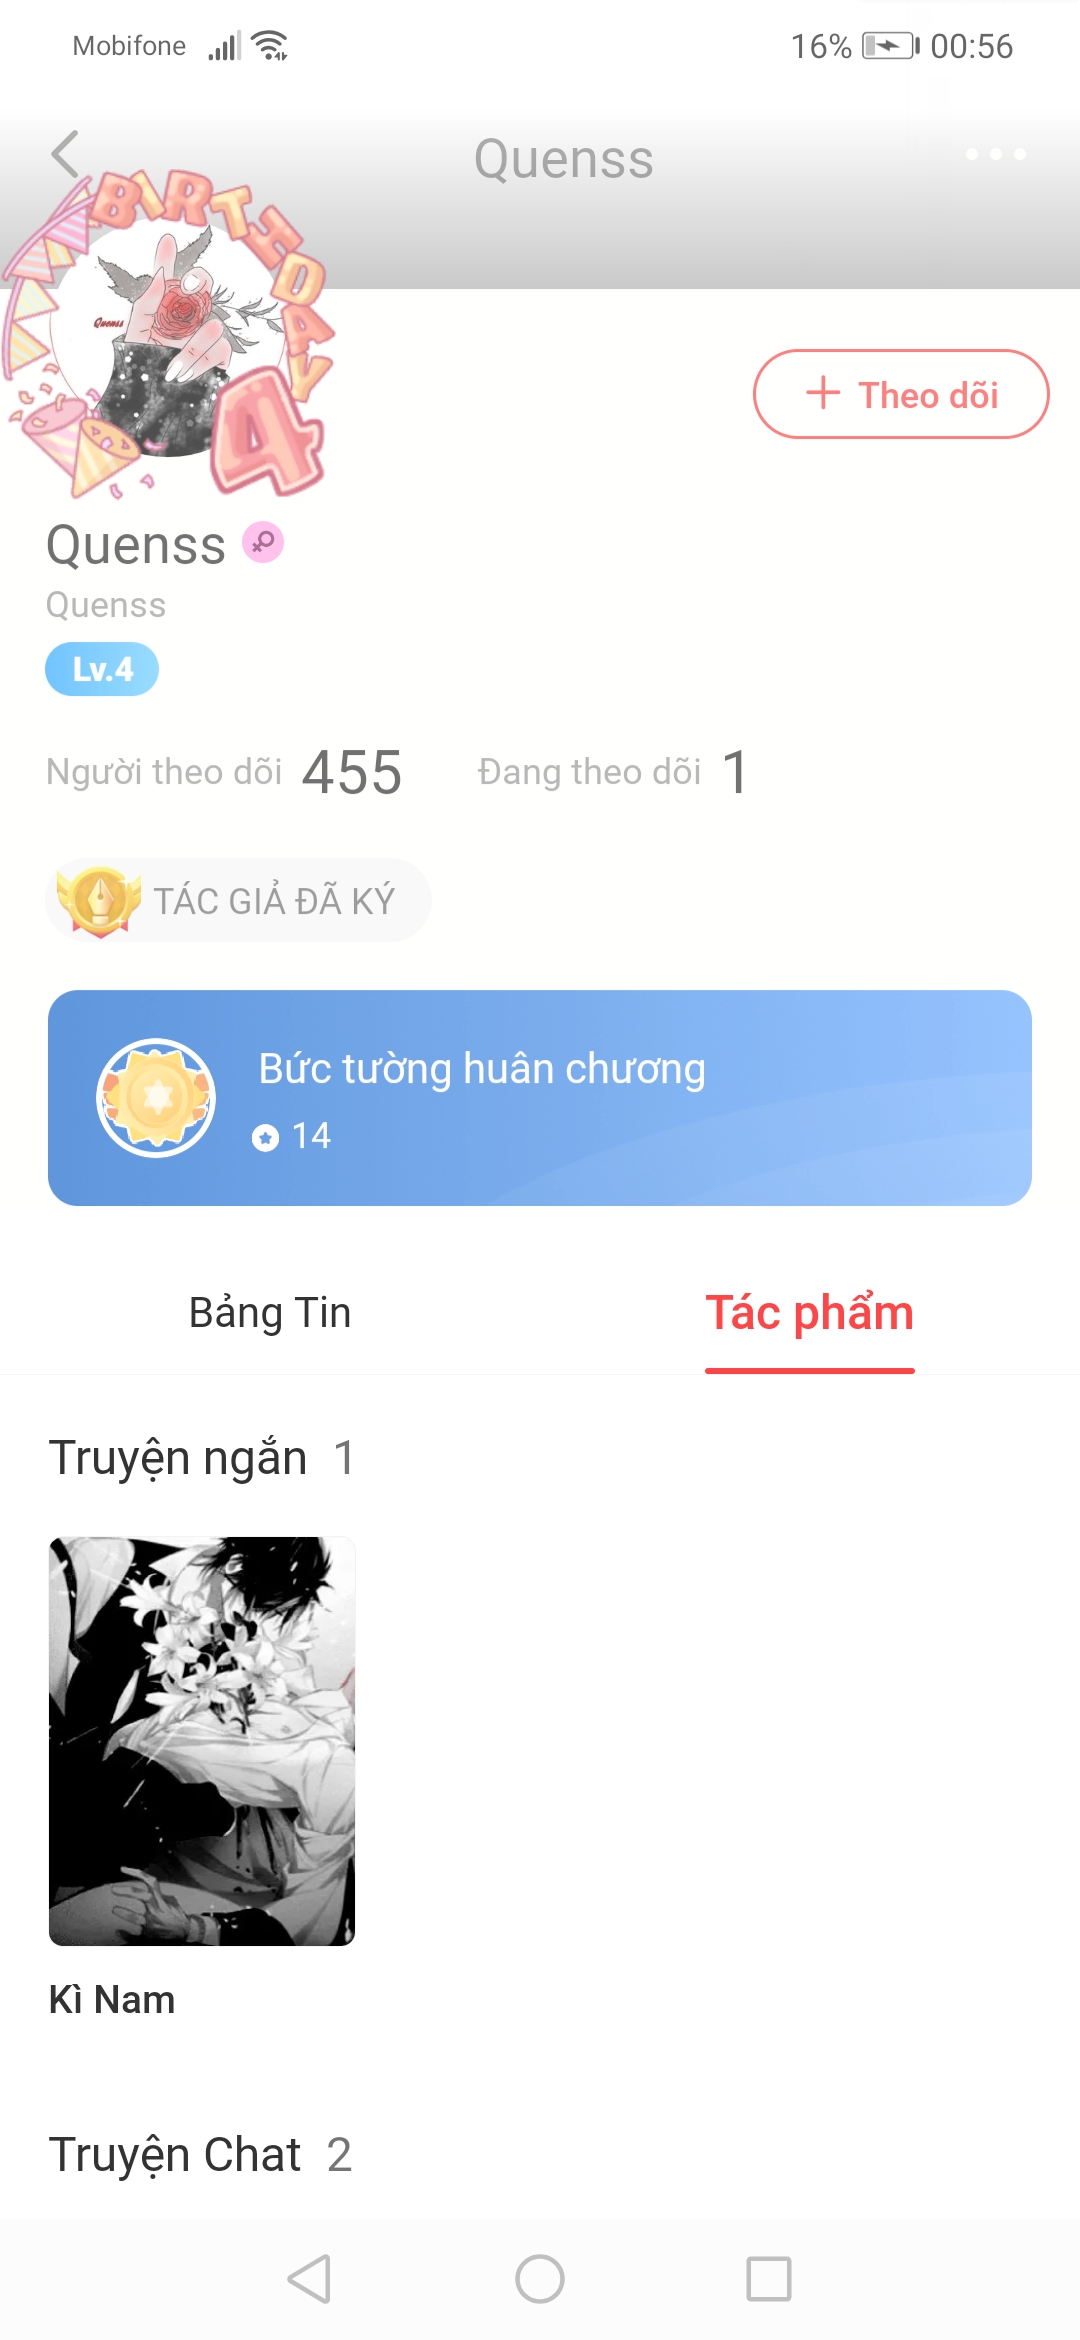 Mobifone 16% 00:56
Quenss
BIRTHDAY
Quenss
4
+ Theo dõi
Quenss
Quenss
Lv.4
Người theo dõi 455 Đang theo dõi 1
TÁC GIẢ ĐÃ KÝ
Bức tường huân chương
14
Bảng Tin Tác phẩm
Truyện ngắn 1
Kì Nam
Truyện Chat 2